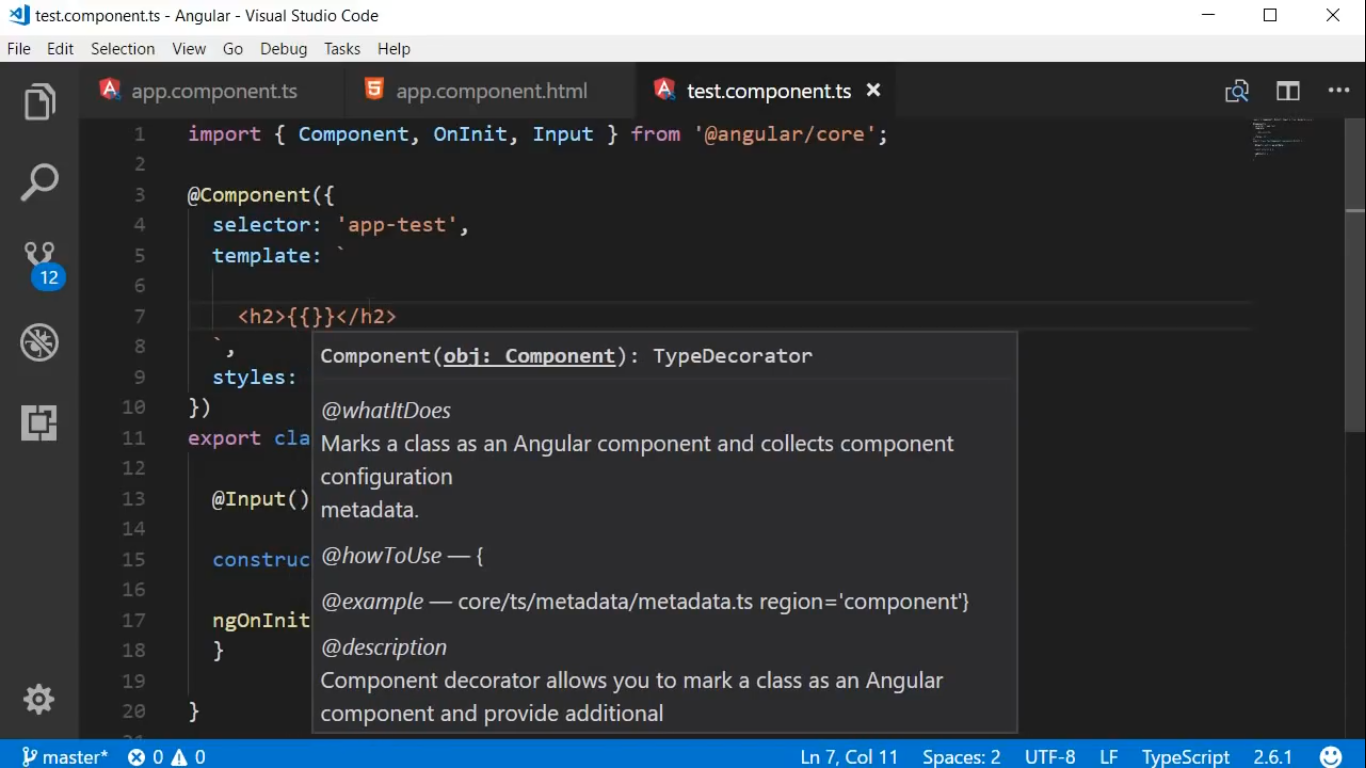 test.component.ts - Angular - Visual Studio Code
File Edit Selection View Go Debug Tasks Help
app.component.ts app.component.html test.component.ts
1 import { Component, OnInit, Input } from '@angular/core';
2
3 @Component({
4 selector: 'app-test',
5 template: `
6
7 <h2>{{}}</h2>
8 `,
9 styles:
10 })
11 export cla
12
13 @Input()
14
15 construc
16
17 ngOnInit
18 }
19
20 }
Component(obj: Component): TypeDecorator
@whatItDoes
Marks a class as an Angular component and collects component
configuration
metadata.
@howToUse — {
@example — core/ts/metadata/metadata.ts region='component'}
@description
Component decorator allows you to mark a class as an Angular
component and provide additional
12
master* 0 0 Ln 7, Col 11 Spaces: 2 UTF-8 LF TypeScript 2.6.1